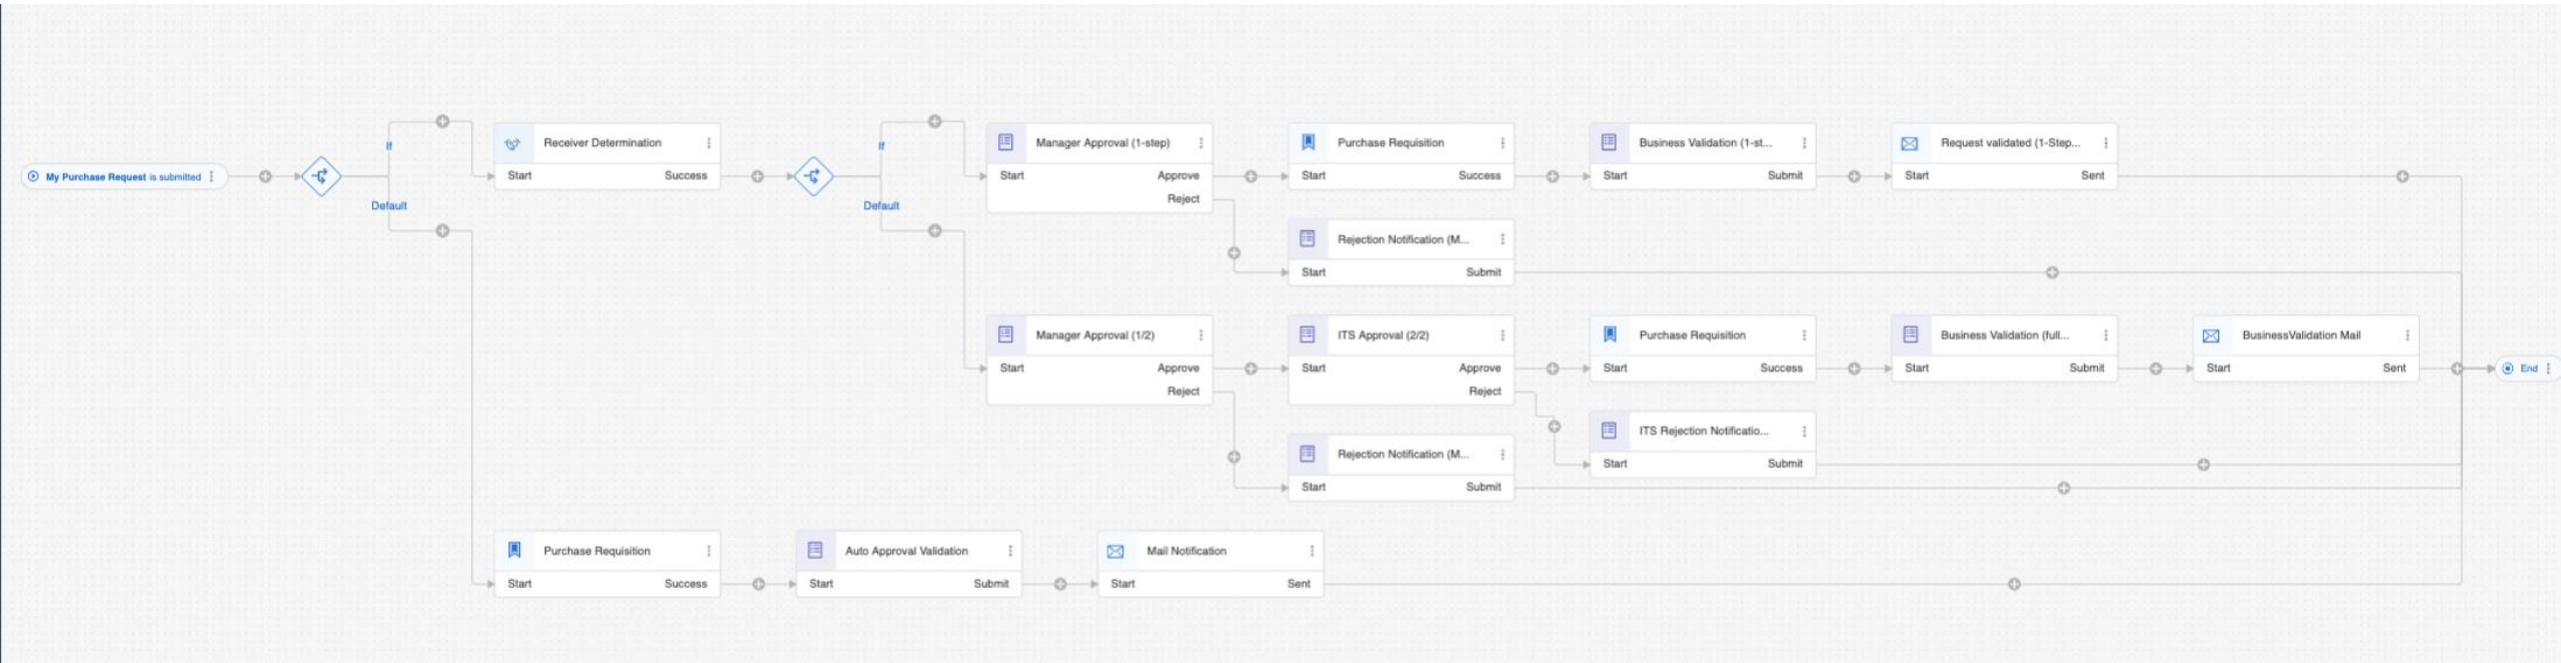 My Purchase Request is submitted
If
Default
Receiver Determination
Start Success
If
Default
Manager Approval (1-step)
Start Approve
Reject
Purchase Requisition
Start Success
Business Validation (1-st...
Start Submit
Request validated (1-Step...
Start Sent
Rejection Notification (M...
Start Submit
Manager Approval (1/2)
Start Approve
Reject
ITS Approval (2/2)
Start Approve
Reject
Purchase Requisition
Start Success
Business Validation (full...
Start Submit
BusinessValidation Mail
Start Sent
End
ITS Rejection Notificatio...
Start Submit
Rejection Notification (M...
Start Submit
Purchase Requisition
Start Success
Auto Approval Validation
Start Submit
Mail Notification
Start Sent